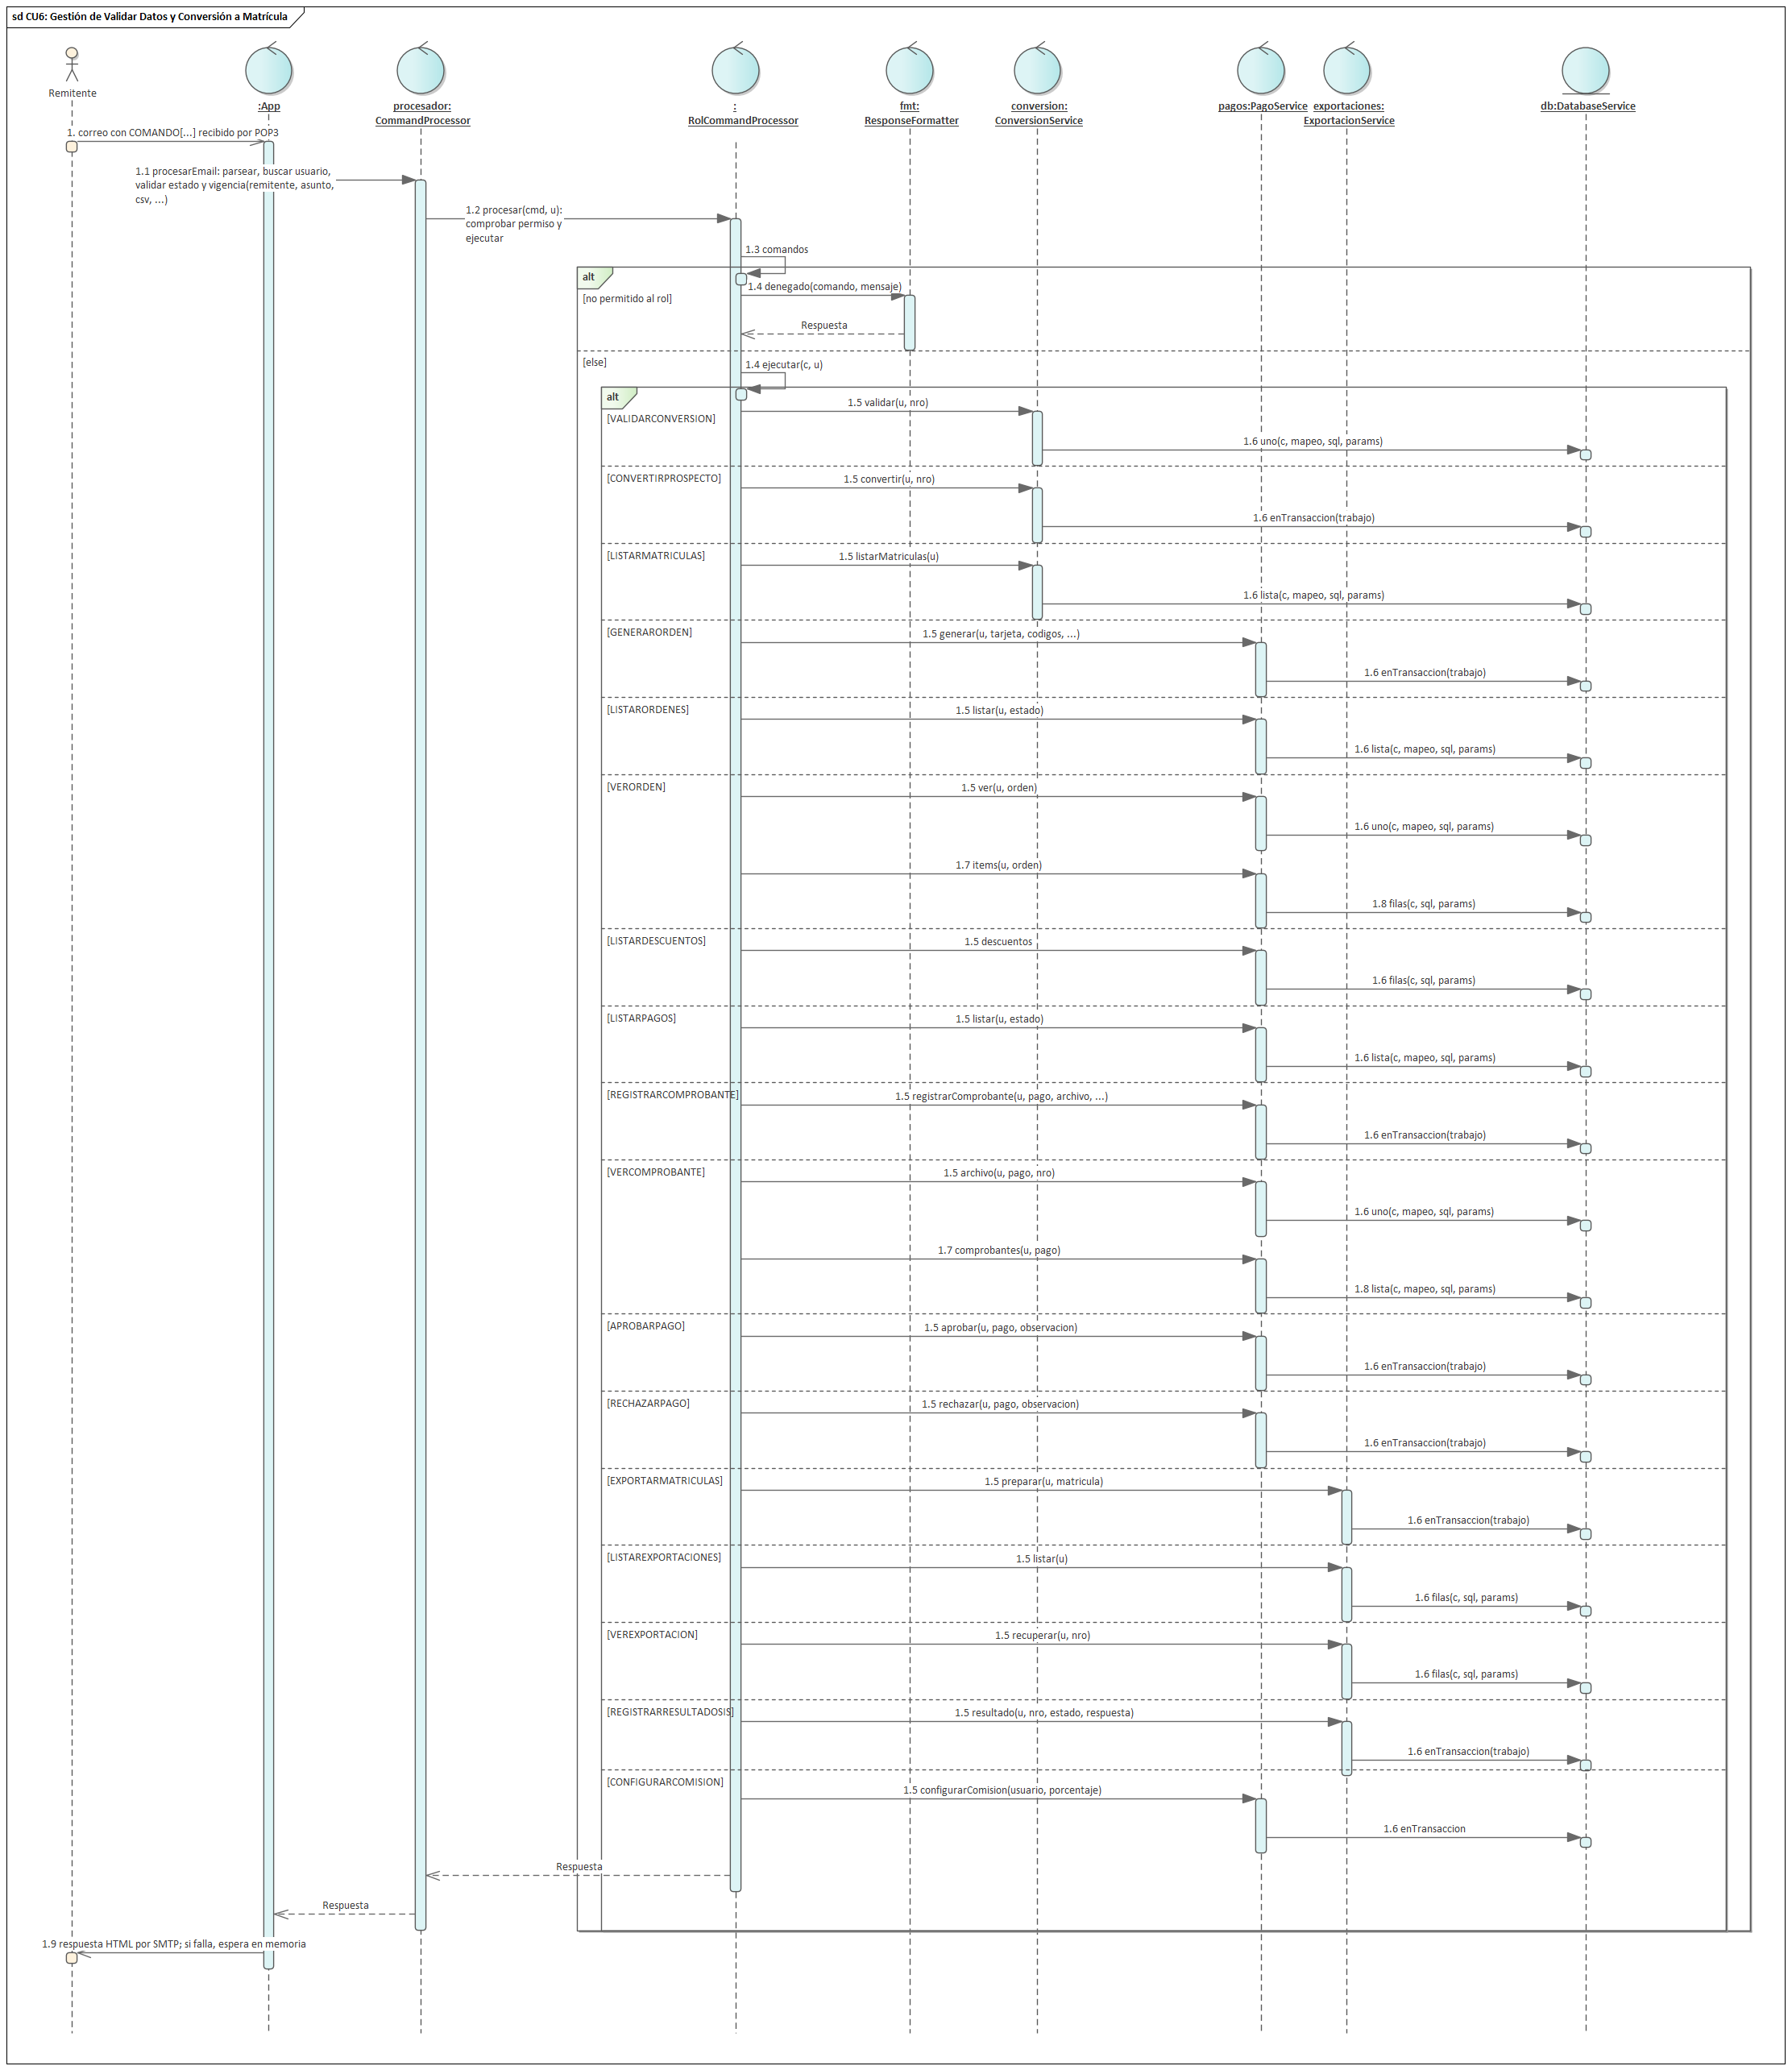 sd CU6: Gestión de Validar Datos y Conversión a Matrícula
Remitente
:App
procesador:
CommandProcessor
:
RolCommandProcessor
fmt:
ResponseFormatter
conversion:
ConversionService
pagos:PagoService
exportaciones:
ExportacionService
db:DatabaseService
1. correo con COMANDO[...] recibido por POP3
1.1 procesarEmail: parsear, buscar usuario,
validar estado y vigencia(remitente, asunto,
csv, ...)
1.2 procesar(cmd, u):
comprobar permiso y
ejecutar
1.3 comandos
alt
[no permitido al rol]
1.4 denegado(comando, mensaje)
Respuesta
[else]
1.4 ejecutar(c, u)
alt
[VALIDARCONVERSION]
1.5 validar(u, nro)
1.6 uno(c, mapeo, sql, params)
[CONVERTIRPROSPECTO]
1.5 convertir(u, nro)
1.6 enTransaccion(trabajo)
[LISTARMATRICULAS]
1.5 listarMatriculas(u)
1.6 lista(c, mapeo, sql, params)
[GENERARORDEN]
1.5 generar(u, tarjeta, codigos, ...)
1.6 enTransaccion(trabajo)
[LISTARORDENES]
1.5 listar(u, estado)
1.6 lista(c, mapeo, sql, params)
[VERORDEN]
1.5 ver(u, orden)
1.6 uno(c, mapeo, sql, params)
1.7 items(u, orden)
1.8 filas(c, sql, params)
[LISTARDESCUENTOS]
1.5 descuentos
1.6 filas(c, sql, params)
[LISTARPAGOS]
1.5 listar(u, estado)
1.6 lista(c, mapeo, sql, params)
[REGISTRARCOMPROBANTE]
1.5 registrarComprobante(u, pago, archivo, ...)
1.6 enTransaccion(trabajo)
[VERCOMPROBANTE]
1.5 archivo(u, pago, nro)
1.6 uno(c, mapeo, sql, params)
1.7 comprobantes(u, pago)
1.8 lista(c, mapeo, sql, params)
[APROBARPAGO]
1.5 aprobar(u, pago, observacion)
1.6 enTransaccion(trabajo)
[RECHAZARPAGO]
1.5 rechazar(u, pago, observacion)
1.6 enTransaccion(trabajo)
[EXPORTARMATRICULAS]
1.5 preparar(u, matricula)
1.6 enTransaccion(trabajo)
[LISTAREXPORTACIONES]
1.5 listar(u)
1.6 filas(c, sql, params)
[VEREXPORTACION]
1.5 recuperar(u, nro)
1.6 filas(c, sql, params)
[REGISTRARRESULTADOSIS]
1.5 resultado(u, nro, estado, respuesta)
1.6 enTransaccion(trabajo)
[CONFIGURARCOMISION]
1.5 configurarComision(usuario, porcentaje)
1.6 enTransaccion
Respuesta
Respuesta
1.9 respuesta HTML por SMTP; si falla, espera en memoria